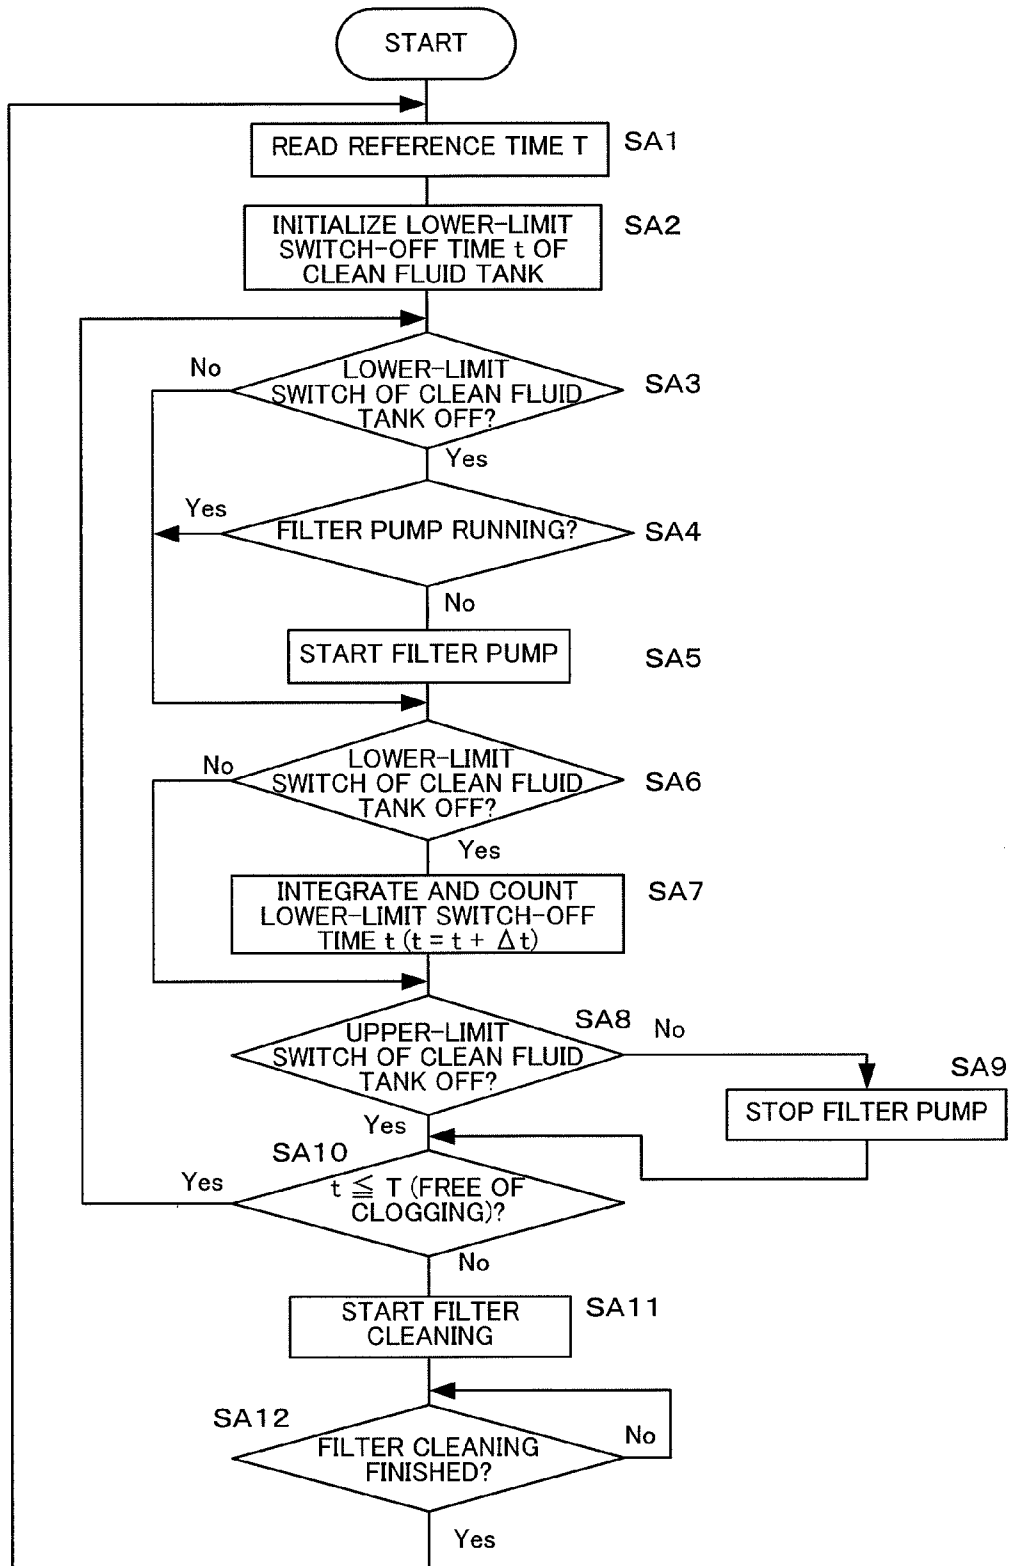 START
READ REFERENCE TIME T
SA1
INITIALIZE LOWER-LIMIT
SWITCH-OFF TIME t OF
CLEAN FLUID TANK
SA2
No
LOWER-LIMIT
SWITCH OF CLEAN FLUID
TANK OFF?
SA3
Yes
Yes
FILTER PUMP RUNNING?
SA4
No
START FILTER PUMP
SA5
No
LOWER-LIMIT
SWITCH OF CLEAN FLUID
TANK OFF?
SA6
Yes
INTEGRATE AND COUNT
LOWER-LIMIT SWITCH-OFF
TIME t (t = t + Δt)
SA7
UPPER-LIMIT
SWITCH OF CLEAN FLUID
TANK OFF?
SA8
No
SA9
STOP FILTER PUMP
Yes
SA10
Yes
t ≦ T (FREE OF
CLOGGING)?
No
START FILTER
CLEANING
SA11
SA12
FILTER CLEANING
FINISHED?
No
Yes